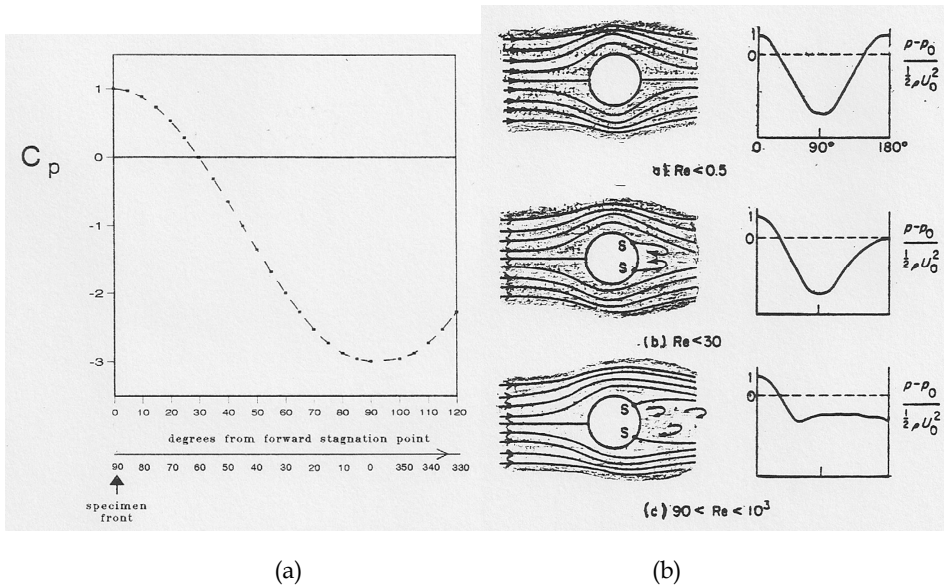 C p
1
0
-1
-2
-3
0 10 20 30 40 50 60 70 80 90 100 110 120
degrees from forward stagnation point
90 80 70 60 50 40 30 20 10 0 350 340 330
specimen
front
(a)
1
0
p-p0
½ρU0²
0 90° 180°
a) Re<0.5
S
S
1
0
p-p0
½ρU0²
(b) Re<30
S
S
1
0
p-p0
½ρU0²
(c) 90 < Re < 10³
(b)